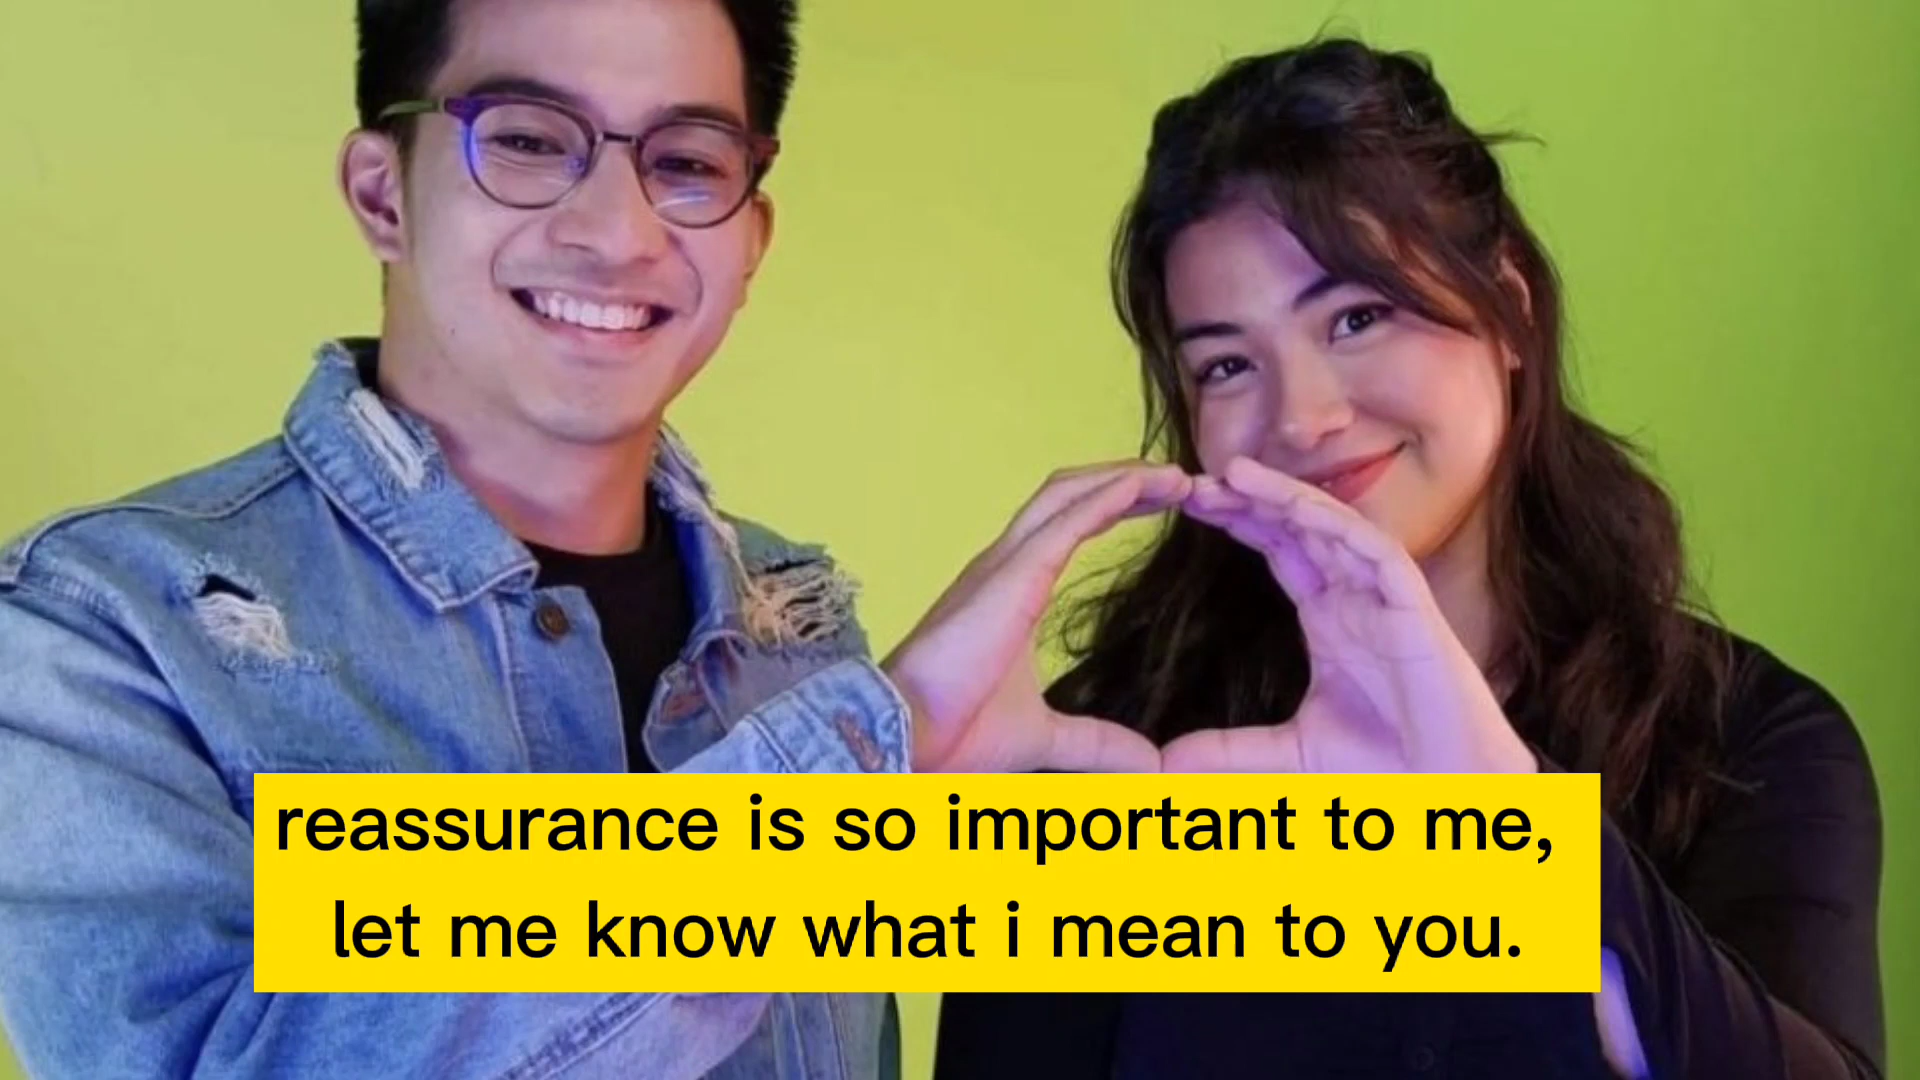 reassurance is so important to me,
let me know what i mean to you.